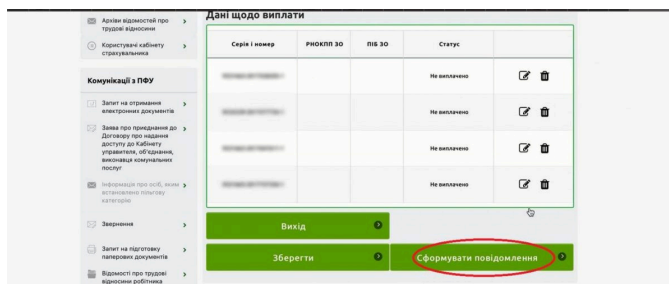 Архіви відомостей про
трудові відносини
Користувачі кабінету
страхувальника
Комунікації з ПФУ
Запит на отримання
електронних документів
Заява про приєднання до
Договору про надання
доступу до Кабінету
управителя, об'єднання,
виконавця комунальних
послуг
Інформація про осіб, яким
встановлено пільгову
категорію
Звернення
Запит на підготовку
паперових документів
Відомості про трудові
відносини робітника
Дані щодо виплати
Серія і номер РНОКПП ЗО ПІБ ЗО Статус
Не виплачено
Не виплачено
Не виплачено
Не виплачено
Вихід
Зберегти Сформувати повідомлення